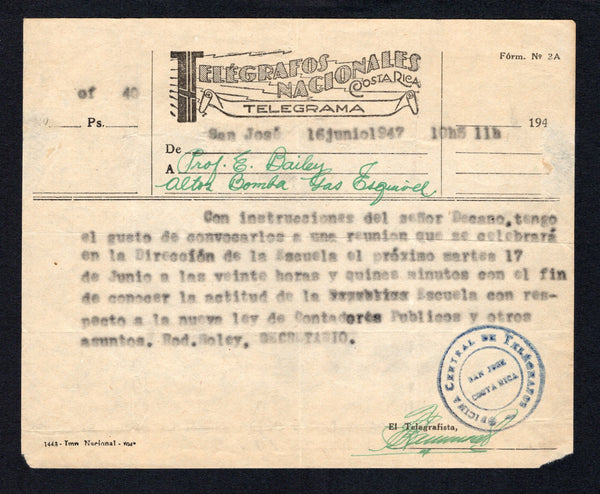 TELÉGRAFOS
NACIONALES
COSTA RICA
TELEGRAMA
Fórm. Nº 2A
of 40
Ps.
194
San José 16junio1947 10h5 11h
De
A Prof. E. Bailey
altos Bomba Gas Esquivel
Con instrucciones del señor Decano,tengo
el gusto de convocarlos a una reunion que se celebrará
en la Dirección de la Escuela el próximo martes 17
de Junio a las veinte horas y quines minutos con el fin
de conocer la actitud de la Escuela con res-
pecto a la nueva ley de Contadores Publicos y otros
asuntos. Rod.Soley, SECRETARIO.
OFICINA CENTRAL DE TELÉGRAFOS
SAN JOSE
COSTA RICA
El Telegrafista,
1443 - Imp. Nacional -